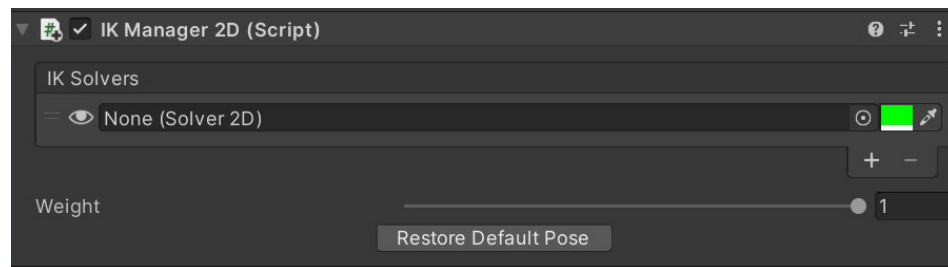 IK Manager 2D (Script)
IK Solvers
None (Solver 2D)
Weight 1
Restore Default Pose